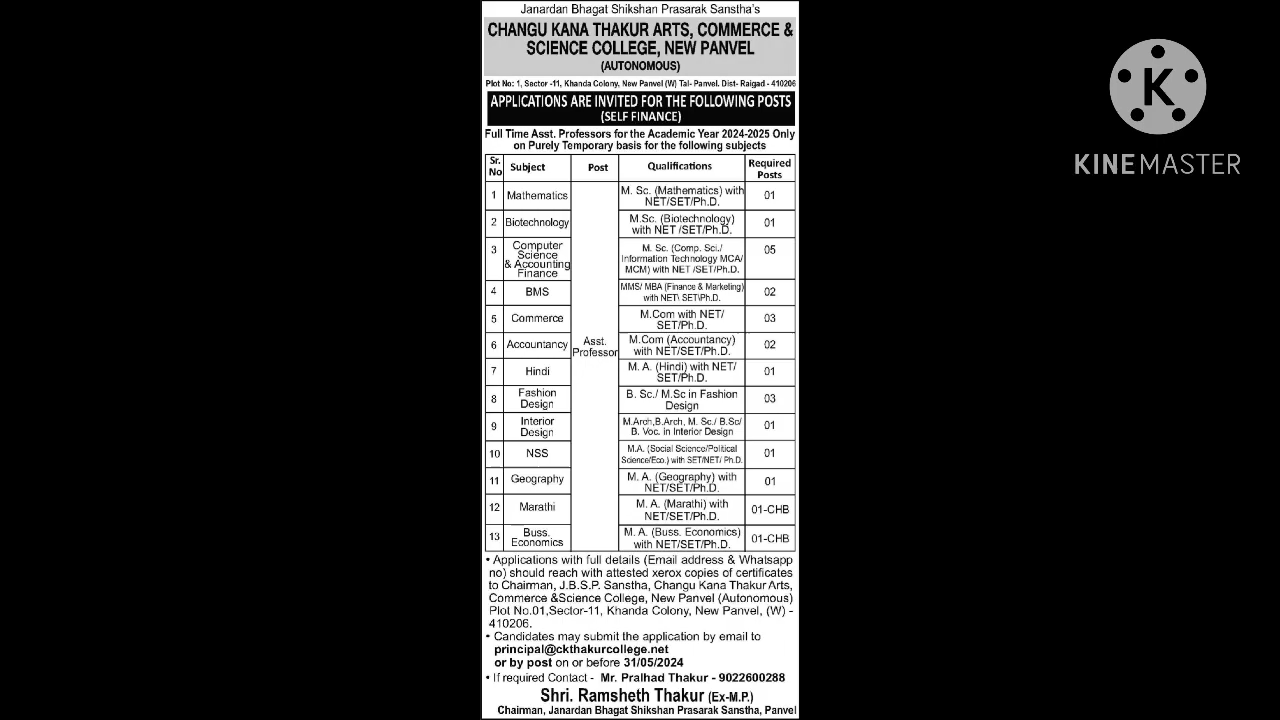 Janardan Bhagat Shikshan Prasarak Sanstha's
CHANGU KANA THAKUR ARTS, COMMERCE &
SCIENCE COLLEGE, NEW PANVEL
(AUTONOMOUS)
Plot No: 1, Sector -11, Khanda Colony, New Panvel (W) Tal- Panvel. Dist- Raigad - 410206
APPLICATIONS ARE INVITED FOR THE FOLLOWING POSTS
(SELF FINANCE)
Full Time Asst. Professors for the Academic Year 2024-2025 Only
on Purely Temporary basis for the following subjects
Sr. No Subject Post Qualifications Required Posts
1 Mathematics M. Sc. (Mathematics) with NET/SET/Ph.D. 01
2 Biotechnology M.Sc. (Biotechnology) with NET /SET/Ph.D. 01
3 Computer Science & Accounting Finance M. Sc. (Comp. Sci./ Information Technology MCA/ MCM) with NET /SET/Ph.D. 05
4 BMS MMS/ MBA (Finance & Marketing) with NET\ SET\Ph.D. 02
5 Commerce M.Com with NET/ SET/Ph.D. 03
6 Accountancy Asst. Professor M.Com (Accountancy) with NET/SET/Ph.D. 02
7 Hindi M. A. (Hindi) with NET/ SET/Ph.D. 01
8 Fashion Design B. Sc./ M.Sc in Fashion Design 03
9 Interior Design M.Arch,B.Arch, M. Sc./ B.Sc/ B. Voc. in Interior Design 01
10 NSS M.A. (Social Science/Political Science/Eco.) with SET/NET/ Ph.D. 01
11 Geography M. A. (Geography) with NET/SET/Ph.D. 01
12 Marathi M. A. (Marathi) with NET/SET/Ph.D. 01-CHB
13 Buss. Economics M. A. (Buss. Economics) with NET/SET/Ph.D. 01-CHB
• Applications with full details (Email address & Whatsapp
no) should reach with attested xerox copies of certificates
to Chairman, J.B.S.P. Sanstha, Changu Kana Thakur Arts,
Commerce &Science College, New Panvel (Autonomous)
Plot No.01,Sector-11, Khanda Colony, New Panvel, (W) -
410206.
• Candidates may submit the application by email to
principal@ckthakurcollege.net
or by post on or before 31/05/2024
• If required Contact - Mr. Pralhad Thakur - 9022600288
Shri. Ramsheth Thakur (Ex-M.P.)
Chairman, Janardan Bhagat Shikshan Prasarak Sanstha, Panvel
K
KINEMASTER